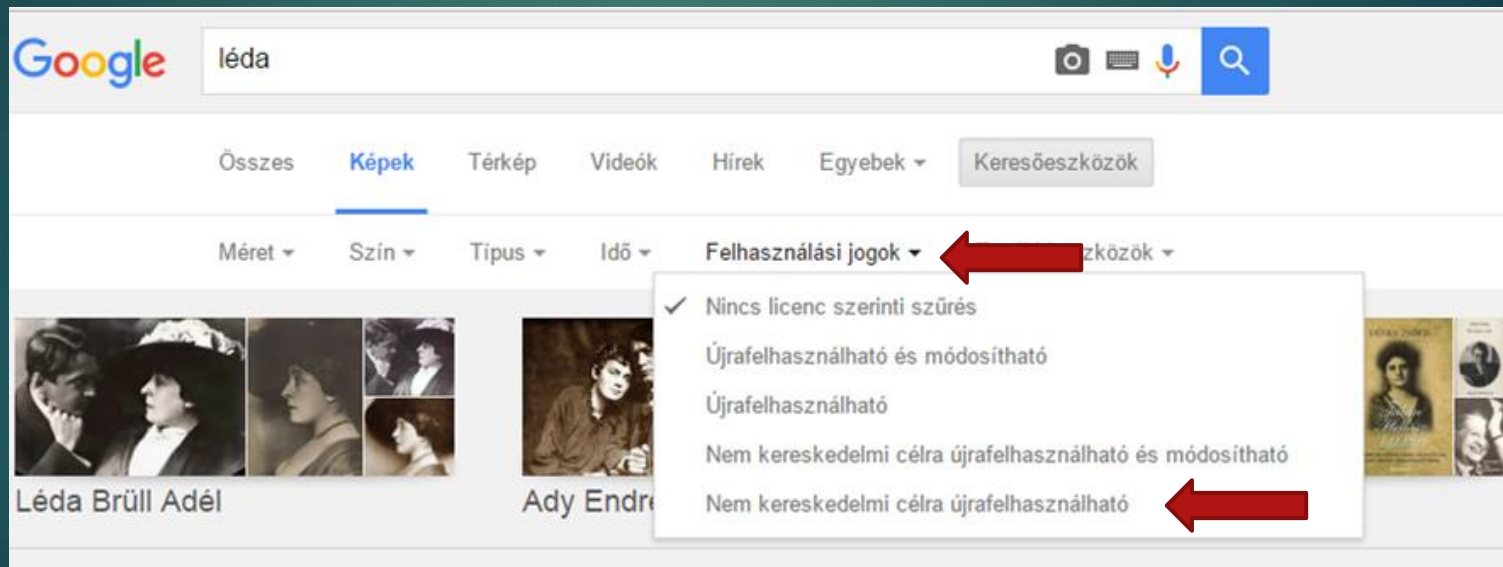 Google léda
Összes Képek Térkép Videók Hírek Egyebek Keresőeszközök
Méret Szín Típus Idő Felhasználási jogok
Nincs licenc szerinti szűrés
Újrafelhasználható és módosítható
Újrafelhasználható
Nem kereskedelmi célra újrafelhasználható és módosítható
Nem kereskedelmi célra újrafelhasználható
Léda Brüll Adél
Ady Endre